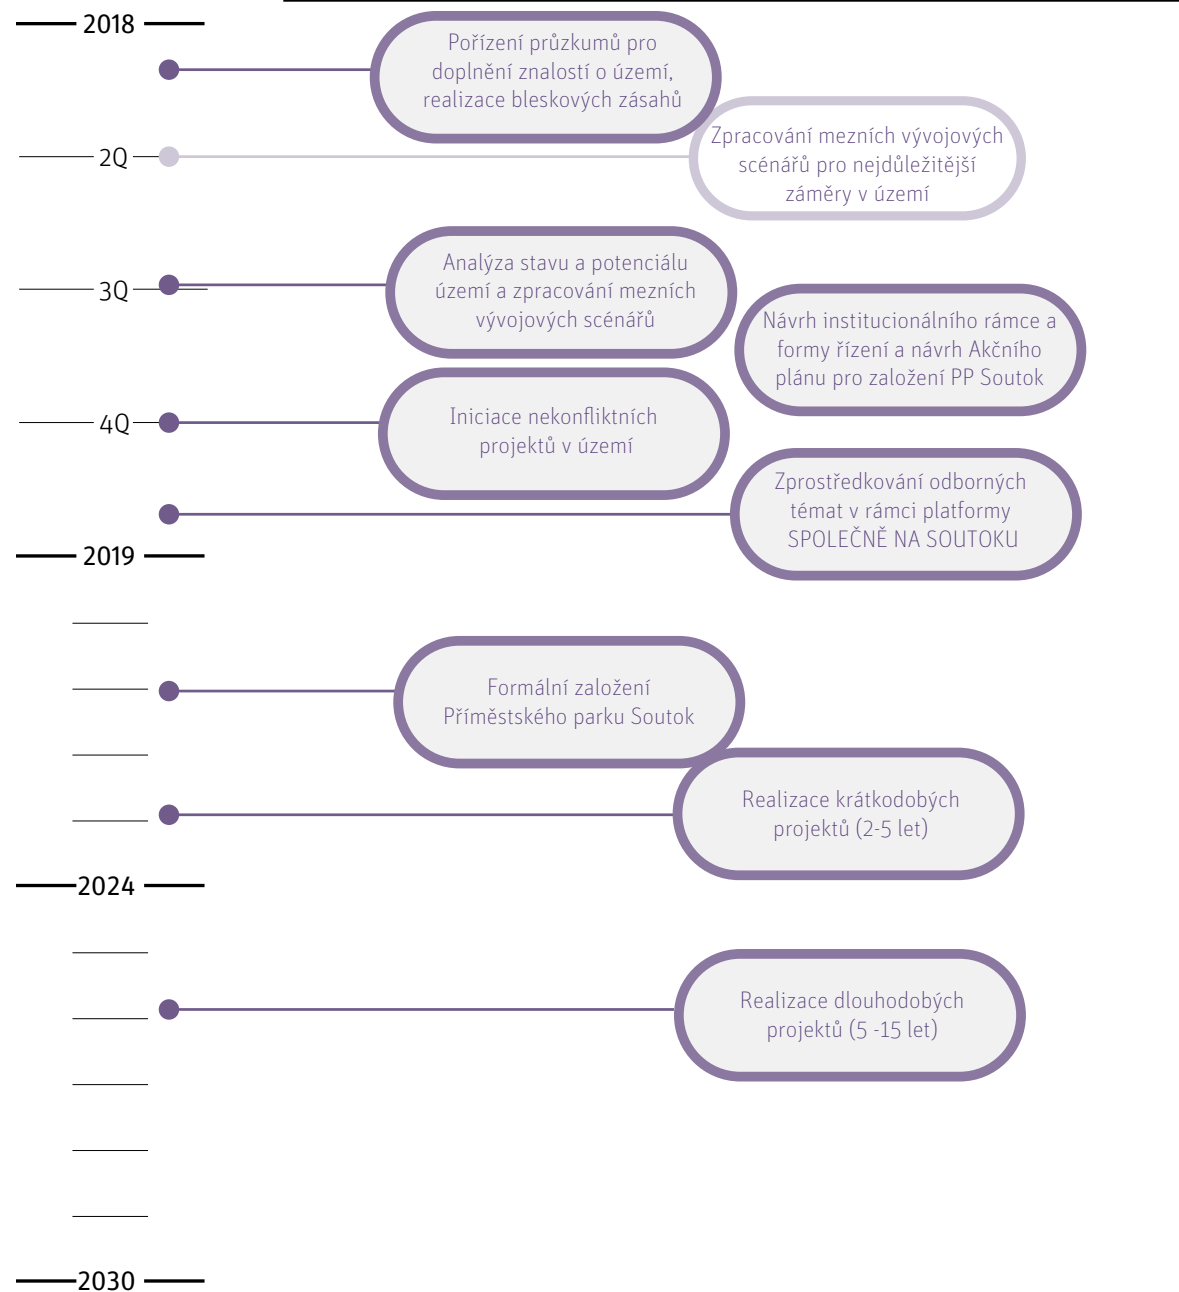 2018
Pořízení průzkumů pro
doplnění znalostí o území,
realizace bleskových zásahů
2Q
Zpracování mezních vývojových
scénářů pro nejdůležitější
záměry v území
3Q
Analýza stavu a potenciálu
území a zpracování mezních
vývojových scénářů
Návrh institucionálního rámce a
formy řízení a návrh Akčního
plánu pro založení PP Soutok
4Q
Iniciace nekonfliktních
projektů v území
Zprostředkování odborných
témat v rámci platformy
SPOLEČNĚ NA SOUTOKU
2019
Formální založení
Příměstského parku Soutok
Realizace krátkodobých
projektů (2-5 let)
2024
Realizace dlouhodobých
projektů (5 -15 let)
2030